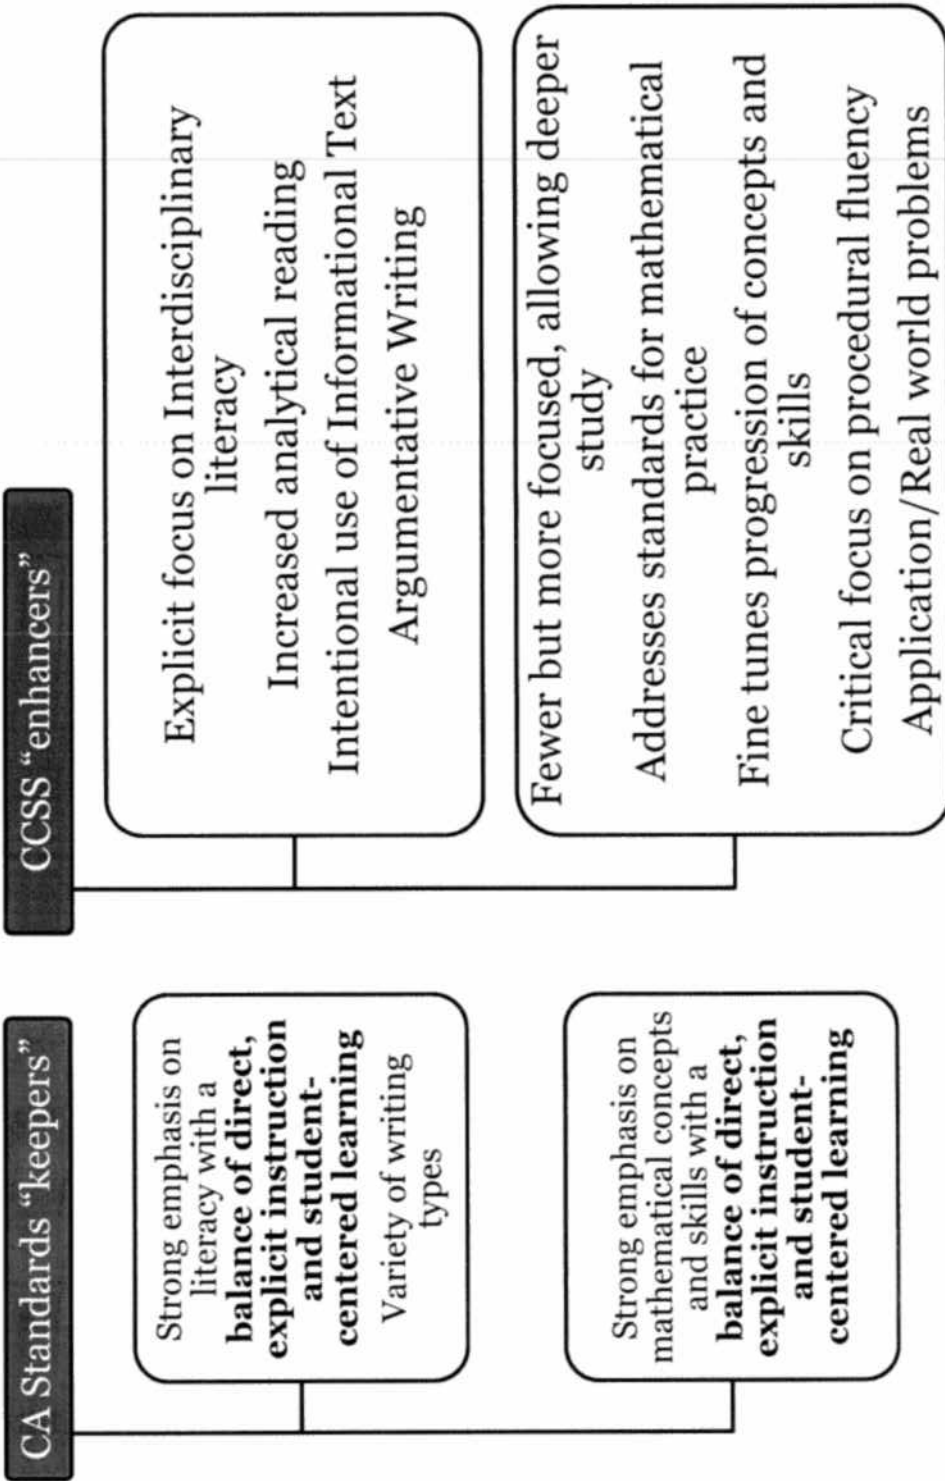 CA Standards “keepers”
Strong emphasis on
literacy with a
balance of direct,
explicit instruction
and student-
centered learning
Variety of writing
types
Strong emphasis on
mathematical concepts
and skills with a
balance of direct,
explicit instruction
and student-
centered learning
CCSS “enhancers”
Explicit focus on Interdisciplinary
literacy
Increased analytical reading
Intentional use of Informational Text
Argumentative Writing
Fewer but more focused, allowing deeper
study
Addresses standards for mathematical
practice
Fine tunes progression of concepts and
skills
Critical focus on procedural fluency
Application/Real world problems